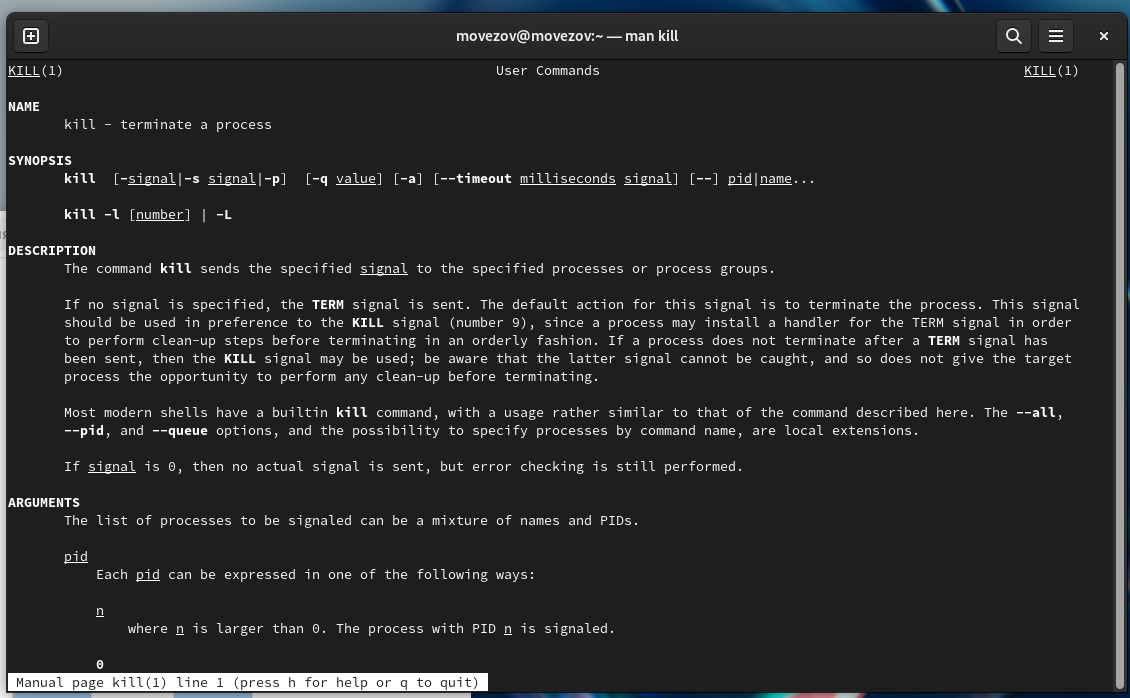 movezov@movezov:~ — man kill
KILL(1) User Commands KILL(1)
NAME
kill - terminate a process
SYNOPSIS
kill [-signal|-s signal|-p] [-q value] [-a] [--timeout milliseconds signal] [--] pid|name...
kill -l [number] | -L
DESCRIPTION
The command kill sends the specified signal to the specified processes or process groups.
If no signal is specified, the TERM signal is sent. The default action for this signal is to terminate the process. This signal
should be used in preference to the KILL signal (number 9), since a process may install a handler for the TERM signal in order
to perform clean-up steps before terminating in an orderly fashion. If a process does not terminate after a TERM signal has
been sent, then the KILL signal may be used; be aware that the latter signal cannot be caught, and so does not give the target
process the opportunity to perform any clean-up before terminating.
Most modern shells have a builtin kill command, with a usage rather similar to that of the command described here. The --all,
--pid, and --queue options, and the possibility to specify processes by command name, are local extensions.
If signal is 0, then no actual signal is sent, but error checking is still performed.
ARGUMENTS
The list of processes to be signaled can be a mixture of names and PIDs.
pid
Each pid can be expressed in one of the following ways:
n
where n is larger than 0. The process with PID n is signaled.
0
Manual page kill(1) line 1 (press h for help or q to quit)